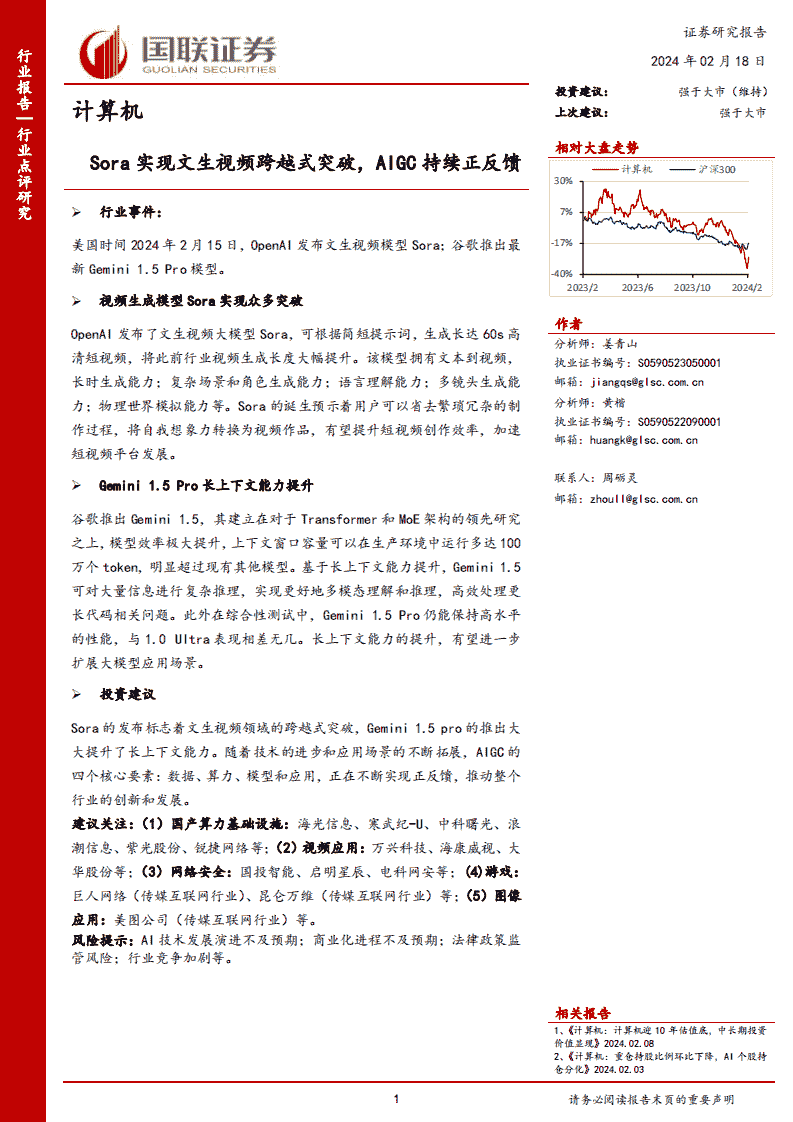 行业报告│行业点评研究
国联证券
GUOLIAN SECURITIES
证券研究报告
2024 年 02 月 18 日
计算机
Sora 实现文生视频跨越式突破，AIGC 持续正反馈
➢ 行业事件：
美国时间 2024 年 2 月 15 日，OpenAI 发布文生视频模型 Sora；谷歌推出最
新 Gemini 1.5 Pro 模型。
➢ 视频生成模型 Sora 实现众多突破
OpenAI 发布了文生视频大模型 Sora，可根据简短提示词，生成长达 60s 高
清短视频，将此前行业视频生成长度大幅提升。该模型拥有文本到视频，
长时生成能力；复杂场景和角色生成能力；语言理解能力；多镜头生成能
力；物理世界模拟能力等。Sora 的诞生预示着用户可以省去繁琐冗杂的制
作过程，将自我想象力转换为视频作品，有望提升短视频创作效率，加速
短视频平台发展。
➢ Gemini 1.5 Pro 长上下文能力提升
谷歌推出 Gemini 1.5，其建立在对于 Transformer 和 MoE 架构的领先研究
之上，模型效率极大提升，上下文窗口容量可以在生产环境中运行多达 100
万个 token，明显超过现有其他模型。基于长上下文能力提升，Gemini 1.5
可对大量信息进行复杂推理，实现更好地多模态理解和推理，高效处理更
长代码相关问题。此外在综合性测试中，Gemini 1.5 Pro 仍能保持高水平
的性能，与 1.0 Ultra 表现相差无几。长上下文能力的提升，有望进一步
扩展大模型应用场景。
➢ 投资建议
Sora 的发布标志着文生视频领域的跨越式突破，Gemini 1.5 pro 的推出大
大提升了长上下文能力。随着技术的进步和应用场景的不断拓展，AIGC 的
四个核心要素：数据、算力、模型和应用，正在不断实现正反馈，推动整个
行业的创新和发展。
建议关注：（1）国产算力基础设施：海光信息、寒武纪-U、中科曙光、浪
潮信息、紫光股份、锐捷网络等；（2）视频应用：万兴科技、海康威视、大
华股份等；（3）网络安全：国投智能、启明星辰、电科网安等；（4）游戏：
巨人网络（传媒互联网行业）、昆仑万维（传媒互联网行业）等；（5）图像
应用：美图公司（传媒互联网行业）等。
风险提示：AI 技术发展演进不及预期；商业化进程不及预期；法律政策监
管风险；行业竞争加剧等。
投资建议： 强于大市（维持）
上次建议： 强于大市
相对大盘走势
计算机 沪深300
30%
7%
-17%
-40%
2023/2 2023/6 2023/10 2024/2
作者
分析师：姜青山
执业证书编号：S0590523050001
邮箱：jiangqs@glsc.com.cn
分析师：黄楷
执业证书编号：S0590522090001
邮箱：huangk@glsc.com.cn
联系人：周砺灵
邮箱：zhoull@glsc.com.cn
相关报告
1、《计算机：计算机迎 10 年估值底，中长期投资
价值显现》2024.02.08
2、《计算机：重仓持股比例环比下降，AI 个股持
仓分化》2024.02.03
1
请务必阅读报告末页的重要声明